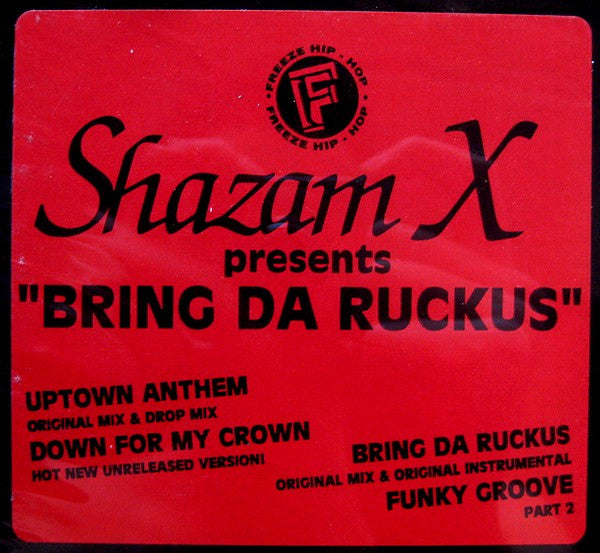 FREEZE HIP-HOP
F
FREEZE HIP-HOP
Shazam X
presents
"BRING DA RUCKUS"
UPTOWN ANTHEM
ORIGINAL MIX & DROP MIX
DOWN FOR MY CROWN
HOT NEW UNRELEASED VERSION!
BRING DA RUCKUS
ORIGINAL MIX & ORIGINAL INSTRUMENTAL
FUNKY GROOVE
PART 2